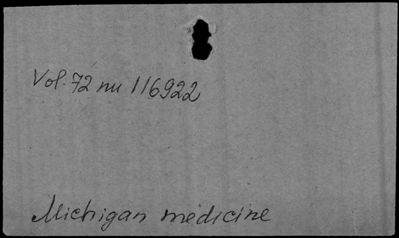 Vol. 72 nu 116922
Michigan medicine